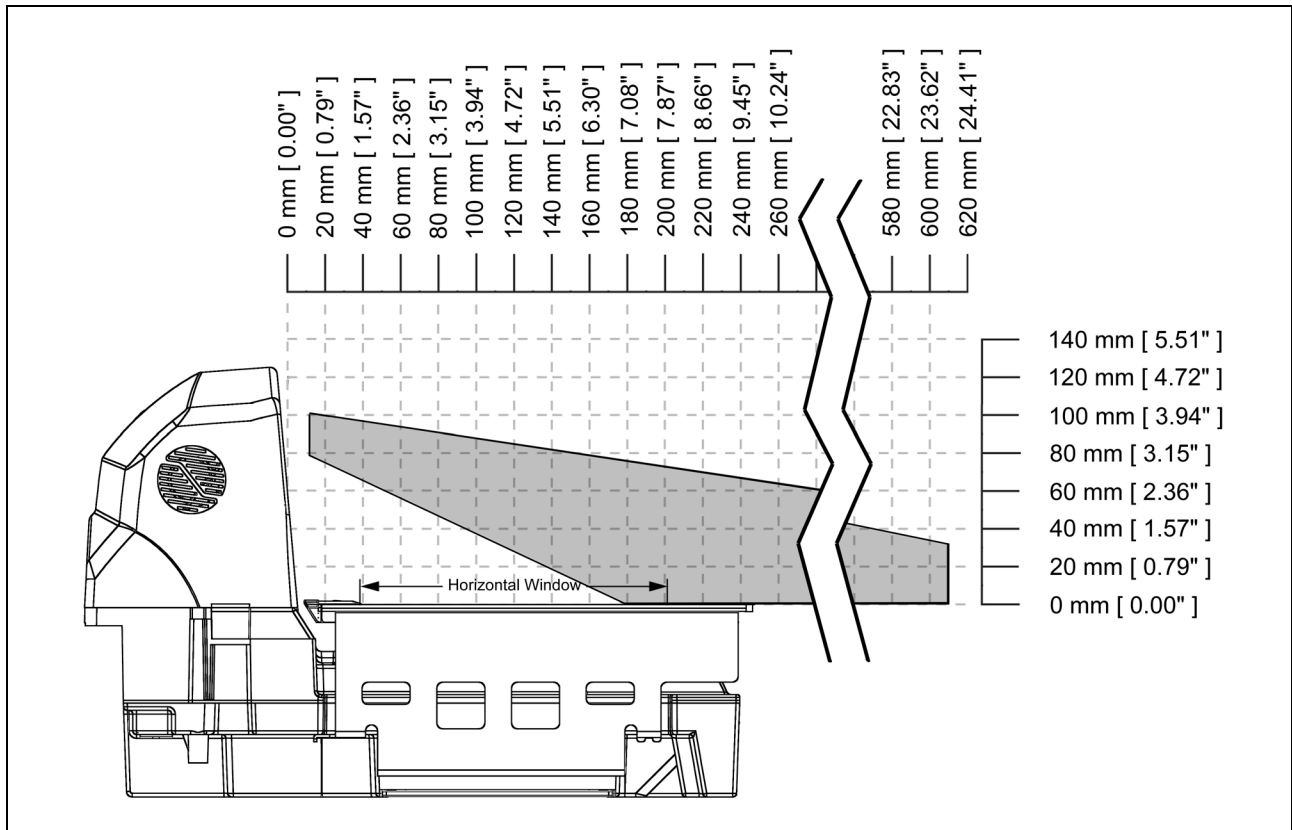 0 mm [ 0.00" ]
20 mm [ 0.79" ]
40 mm [ 1.57" ]
60 mm [ 2.36" ]
80 mm [ 3.15" ]
100 mm [ 3.94" ]
120 mm [ 4.72" ]
140 mm [ 5.51" ]
160 mm [ 6.30" ]
180 mm [ 7.08" ]
200 mm [ 7.87" ]
220 mm [ 8.66" ]
240 mm [ 9.45" ]
260 mm [ 10.24" ]
580 mm [ 22.83" ]
600 mm [ 23.62" ]
620 mm [ 24.41" ]
140 mm [ 5.51" ]
120 mm [ 4.72" ]
100 mm [ 3.94" ]
80 mm [ 3.15" ]
60 mm [ 2.36" ]
40 mm [ 1.57" ]
20 mm [ 0.79" ]
0 mm [ 0.00" ]
Horizontal Window